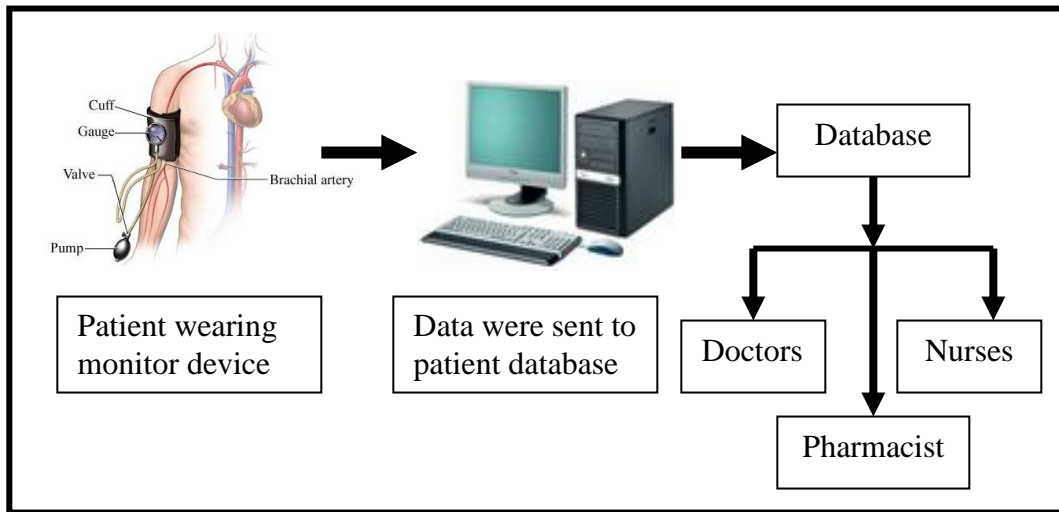 Cuff
Gauge
Valve
Brachial artery
Pump
Patient wearing
monitor device
Data were sent to
patient database
Database
Doctors
Nurses
Pharmacist